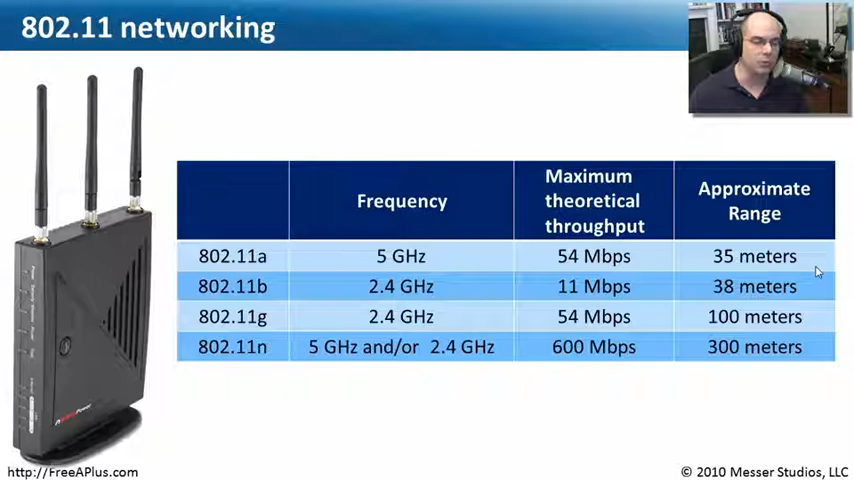 802.11 networking
Frequency
Maximum
theoretical
throughput
Approximate
Range
802.11a 5 GHz 54 Mbps 35 meters
802.11b 2.4 GHz 11 Mbps 38 meters
802.11g 2.4 GHz 54 Mbps 100 meters
802.11n 5 GHz and/or 2.4 GHz 600 Mbps 300 meters
http://FreeAPlus.com
© 2010 Messer Studios, LLC